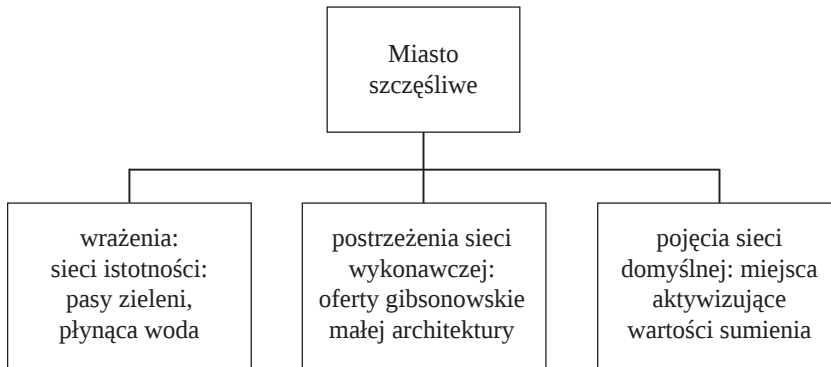 Miasto
szczęśliwe
wrażenia:
sieci istotności:
pasy zieleni,
płynąca woda
postrzeżenia sieci
wykonawczej:
oferty gibsonowskie
małej architektury
pojęcia sieci
domyślnej: miejsca
aktywizujące
wartości sumienia